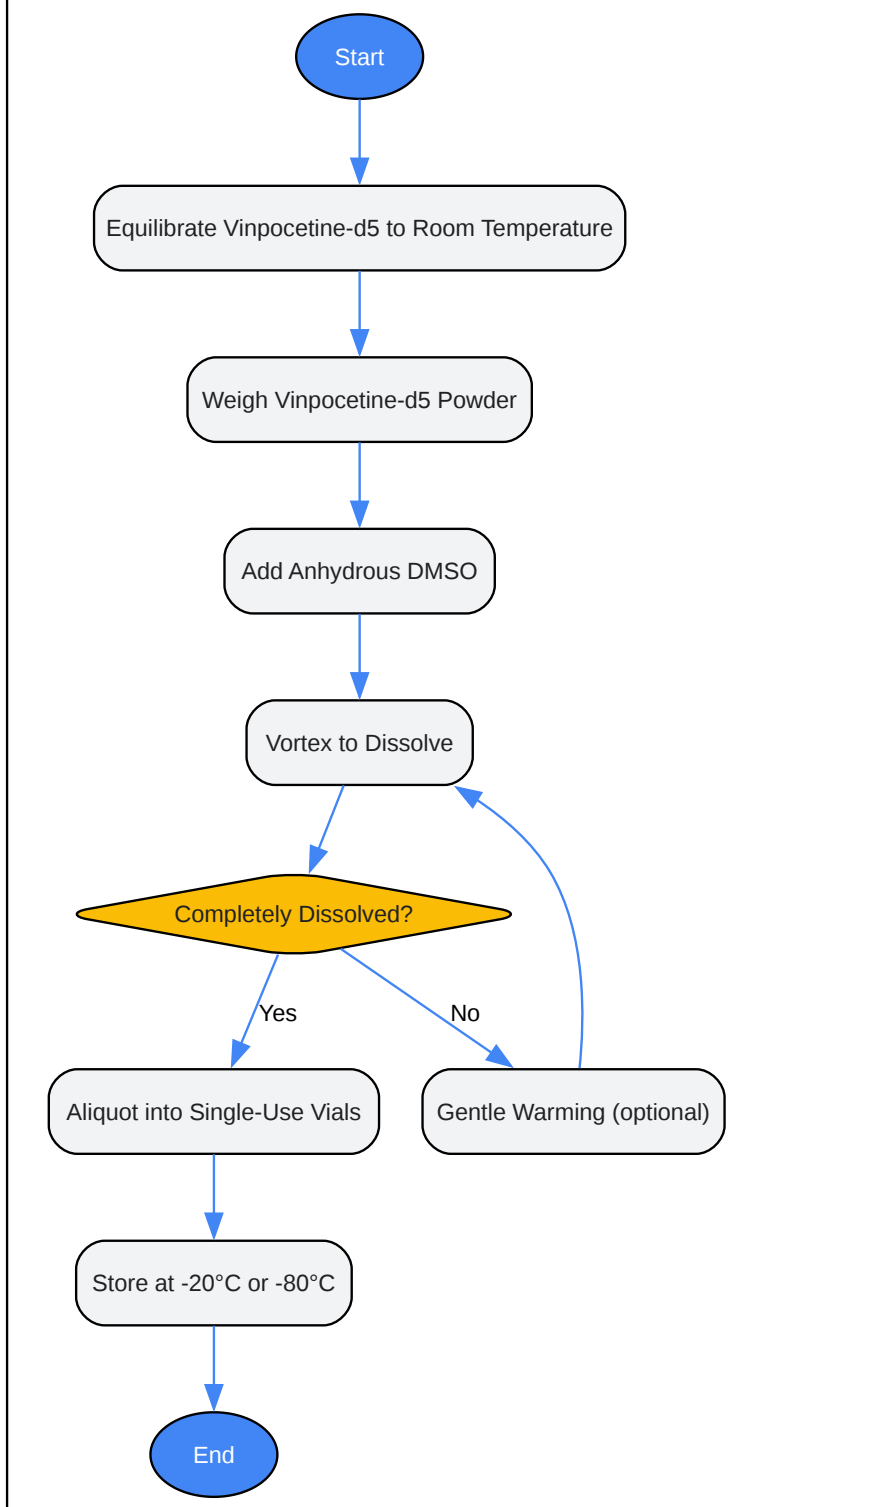 Start
Equilibrate Vinpocetine-d5 to Room Temperature
Weigh Vinpocetine-d5 Powder
Add Anhydrous DMSO
Vortex to Dissolve
Completely Dissolved?
Yes
No
Aliquot into Single-Use Vials
Gentle Warming (optional)
Store at -20°C or -80°C
End